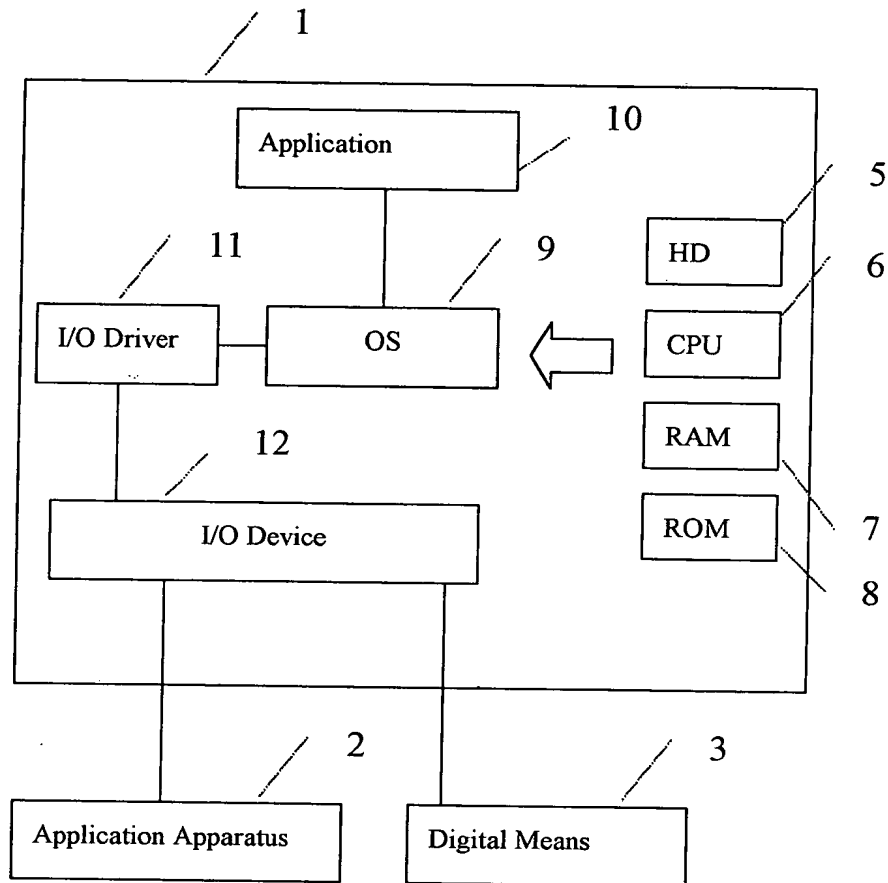 1
Application
10
5
HD
11
9
6
I/O Driver
OS
CPU
RAM
12
7
I/O Device
ROM
8
2
3
Application Apparatus
Digital Means